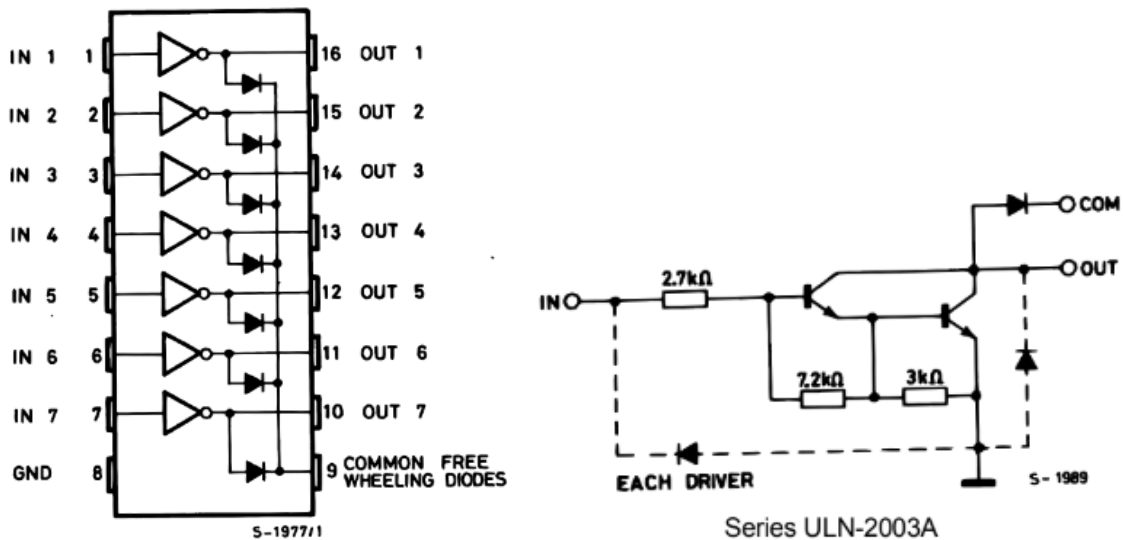 IN 1 1 16 OUT 1
IN 2 2 15 OUT 2
IN 3 3 14 OUT 3
IN 4 4 13 OUT 4
IN 5 5 12 OUT 5
IN 6 6 11 OUT 6
IN 7 7 10 OUT 7
GND 8 9 COMMON FREE
WHEELING DIODES
S-1977/1
COM
OUT
IN
2.7kΩ
7.2kΩ
3kΩ
EACH DRIVER
S-1989
Series ULN-2003A